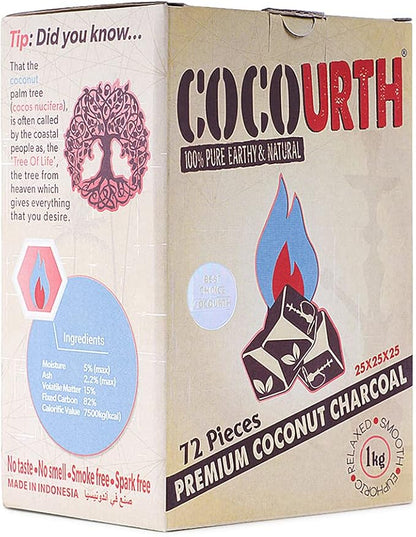 Tip: Did you know...
That the
coconut
palm tree
(cocos nucifera),
is often called
by the coastal
people as, the
'Tree Of Life',
the tree from
heaven which
gives everything
that you desire.
Ingredients
Moisture 5% (max)
Ash 2.2% (max)
Volatile Matter 15%
Fixed Carbon 82%
Calorific Value 7500kg(kcal)
No taste • No smell • Smoke free • Spark free
MADE IN INDONESIA صنع في اندونيسيا
COCOURTH®
100% PURE EARTHY & NATURAL
BEST
CHOICE
COCOURTH
25X25X25
72 Pieces
PREMIUM COCONUT CHARCOAL
RELAXED • SMOOTH • EUPHORIC
1kg